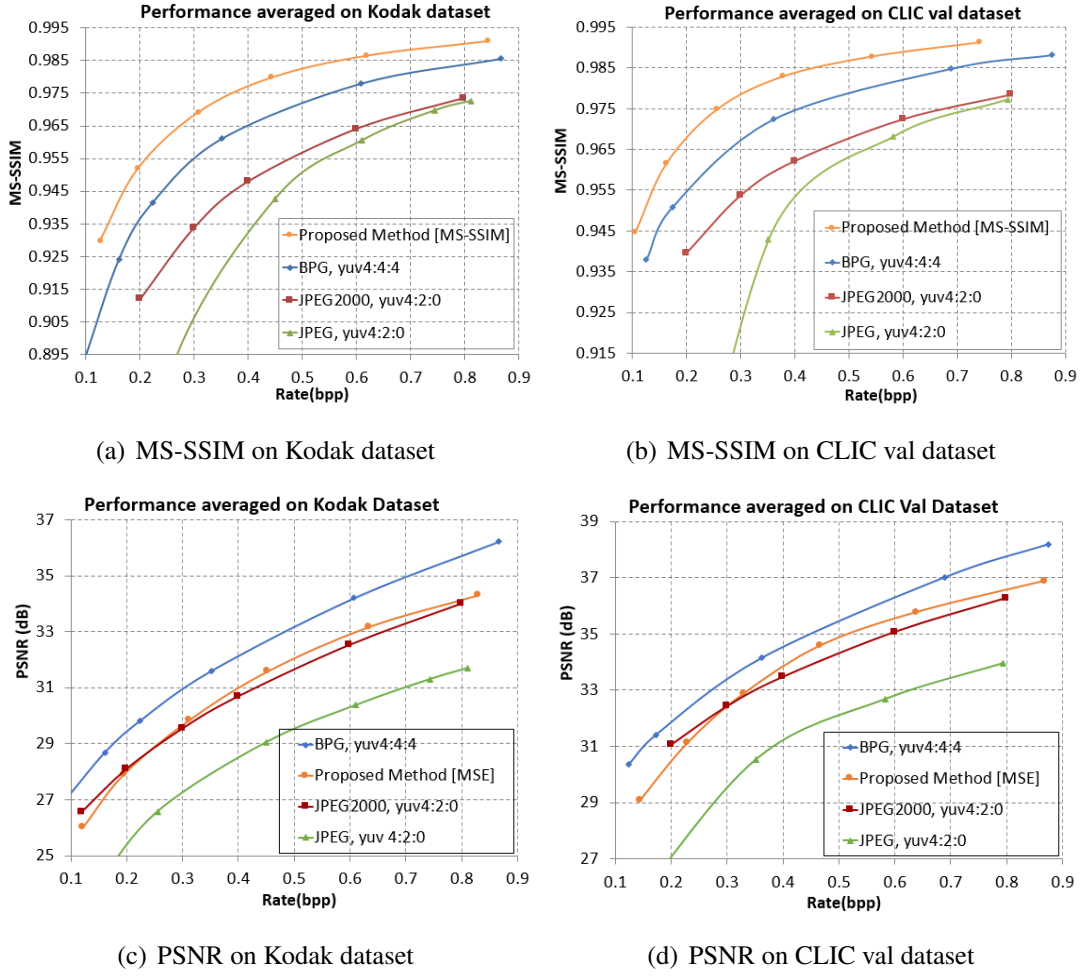 Performance averaged on Kodak dataset
0.995
0.985
0.975
0.965
0.955
0.945
0.935
0.925
0.915
0.905
0.895
MS-SSIM
Proposed Method [MS-SSIM]
BPG, yuv4:4:4
JPEG2000, yuv4:2:0
JPEG, yuv4:2:0
0.1 0.2 0.3 0.4 0.5 0.6 0.7 0.8 0.9
Rate(bpp)
(a) MS-SSIM on Kodak dataset
Performance averaged on CLIC val dataset
0.995
0.985
0.975
0.965
0.955
0.945
0.935
0.925
0.915
MS-SSIM
Proposed Method [MS-SSIM]
BPG, yuv4:4:4
JPEG2000, yuv4:2:0
JPEG, yuv4:2:0
0.1 0.2 0.3 0.4 0.5 0.6 0.7 0.8 0.9
Rate(bpp)
(b) MS-SSIM on CLIC val dataset
Performance averaged on Kodak Dataset
37
35
33
31
29
27
25
PSNR (dB)
BPG, yuv4:4:4
Proposed Method [MSE]
JPEG2000, yuv4:2:0
JPEG, yuv 4:2:0
0.1 0.2 0.3 0.4 0.5 0.6 0.7 0.8 0.9
Rate(bpp)
(c) PSNR on Kodak dataset
Performance averaged on CLIC Val Dataset
39
37
35
33
31
29
27
PSNR (dB)
BPG, yuv4:4:4
Proposed Method [MSE]
JPEG2000, yuv4:2:0
JPEG, yuv4:2:0
0.1 0.2 0.3 0.4 0.5 0.6 0.7 0.8 0.9
Rate(bpp)
(d) PSNR on CLIC val dataset